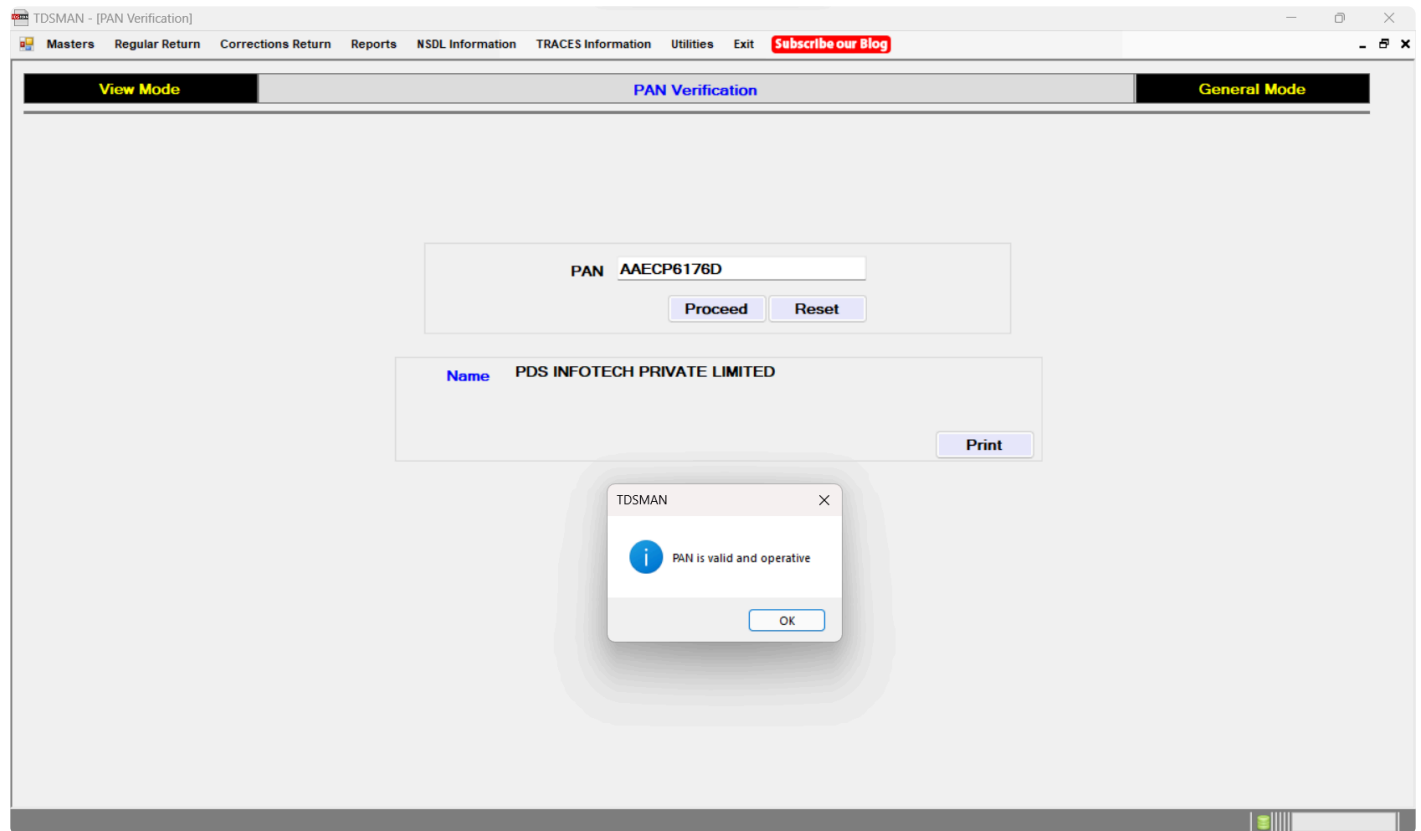 TDSMAN - [PAN Verification]
Masters Regular Return Corrections Return Reports NSDL Information TRACES Information Utilities Exit Subscribe our Blog
View Mode PAN Verification General Mode
PAN AAECP6176D
Proceed Reset
Name PDS INFOTECH PRIVATE LIMITED
Print
TDSMAN
PAN is valid and operative
OK